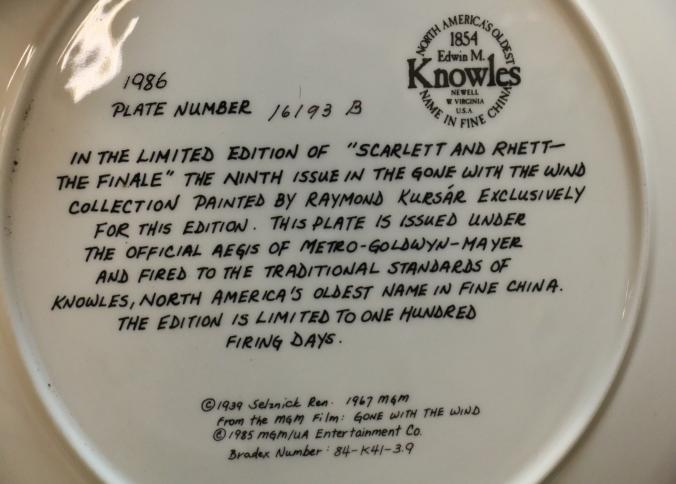 NORTH AMERICA'S OLDEST
1854
Edwin M.
Knowles
NEWELL
W. VIRGINIA
U.S.A.
NAME IN FINE CHINA
1986
PLATE NUMBER 16193 B
IN THE LIMITED EDITION OF "SCARLETT AND RHETT—
THE FINALE" THE NINTH ISSUE IN THE GONE WITH THE WIND
COLLECTION PAINTED BY RAYMOND KURSÁR EXCLUSIVELY
FOR THIS EDITION. THIS PLATE IS ISSUED UNDER
THE OFFICIAL AEGIS OF METRO-GOLDWYN-MAYER
AND FIRED TO THE TRADITIONAL STANDARDS OF
KNOWLES, NORTH AMERICA'S OLDEST NAME IN FINE CHINA.
THE EDITION IS LIMITED TO ONE HUNDRED
FIRING DAYS.
©1939 Selznick Ren. 1967 MGM
From the MGM Film: GONE WITH THE WIND
©1985 MGM/UA Entertainment Co.
Bradex Number: 84-K41-3.9